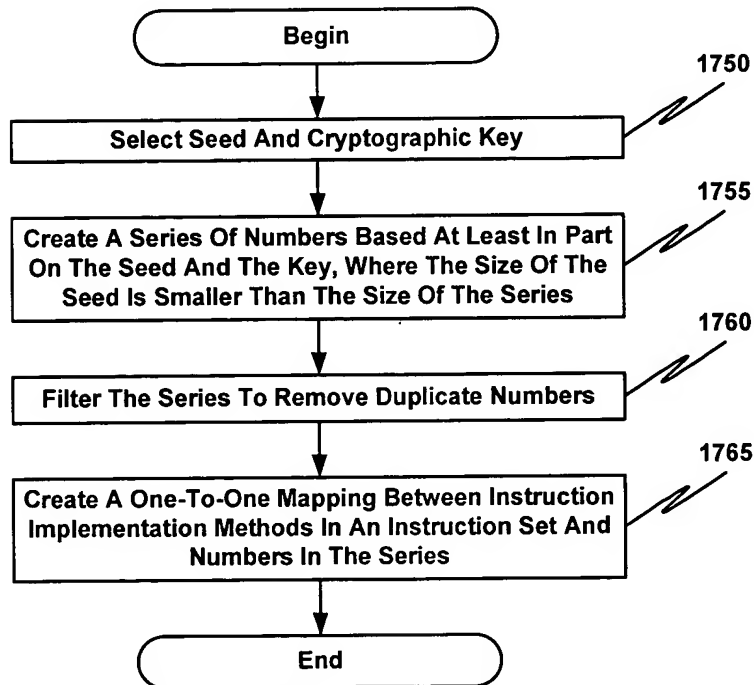 Begin
1750
Select Seed And Cryptographic Key
1755
Create A Series Of Numbers Based At Least In Part
On The Seed And The Key, Where The Size Of The
Seed Is Smaller Than The Size Of The Series
1760
Filter The Series To Remove Duplicate Numbers
1765
Create A One-To-One Mapping Between Instruction
Implementation Methods In An Instruction Set And
Numbers In The Series
End